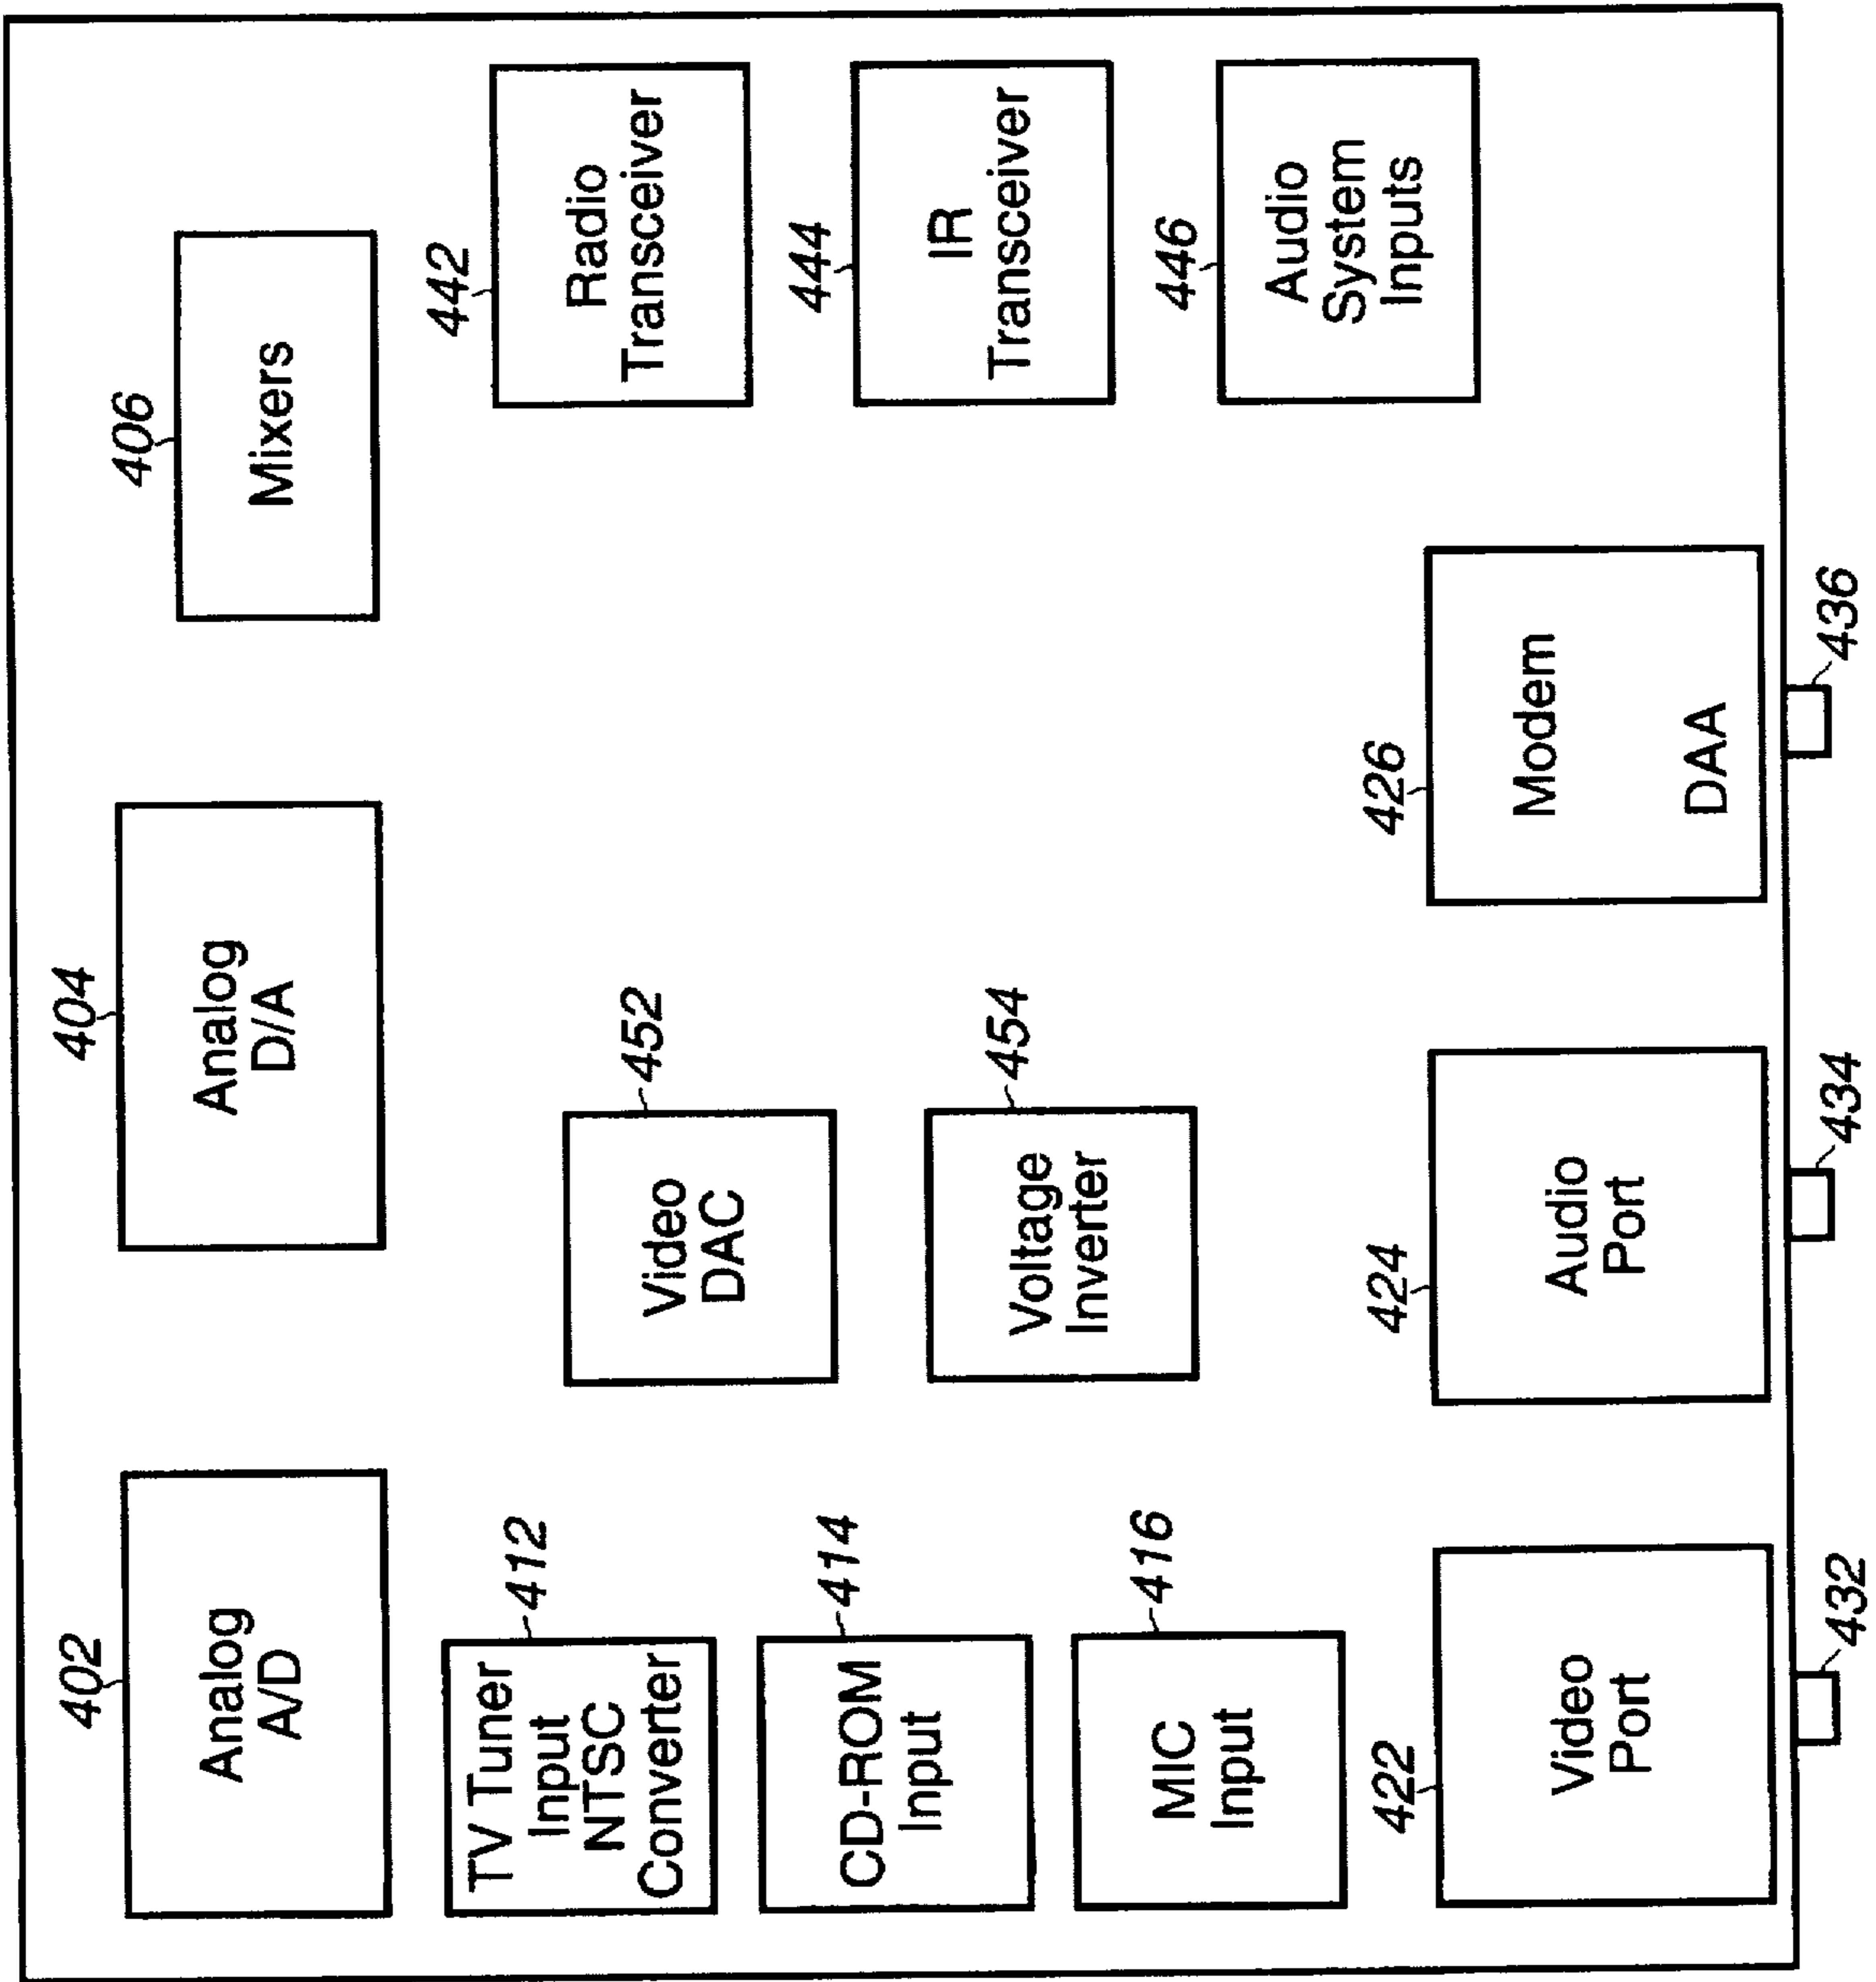 402
Analog
A/D
404
Analog
D/A
406
Mixers
412
TV Tuner
Input
NTSC
Converter
414
CD-ROM
Input
416
MIC
Input
452
Video
DAC
454
Voltage
Inverter
442
Radio
Transceiver
444
IR
Transceiver
446
Audio
System
Inputs
422
Video
Port
424
Audio
Port
426
Modem
DAA
432
434
436